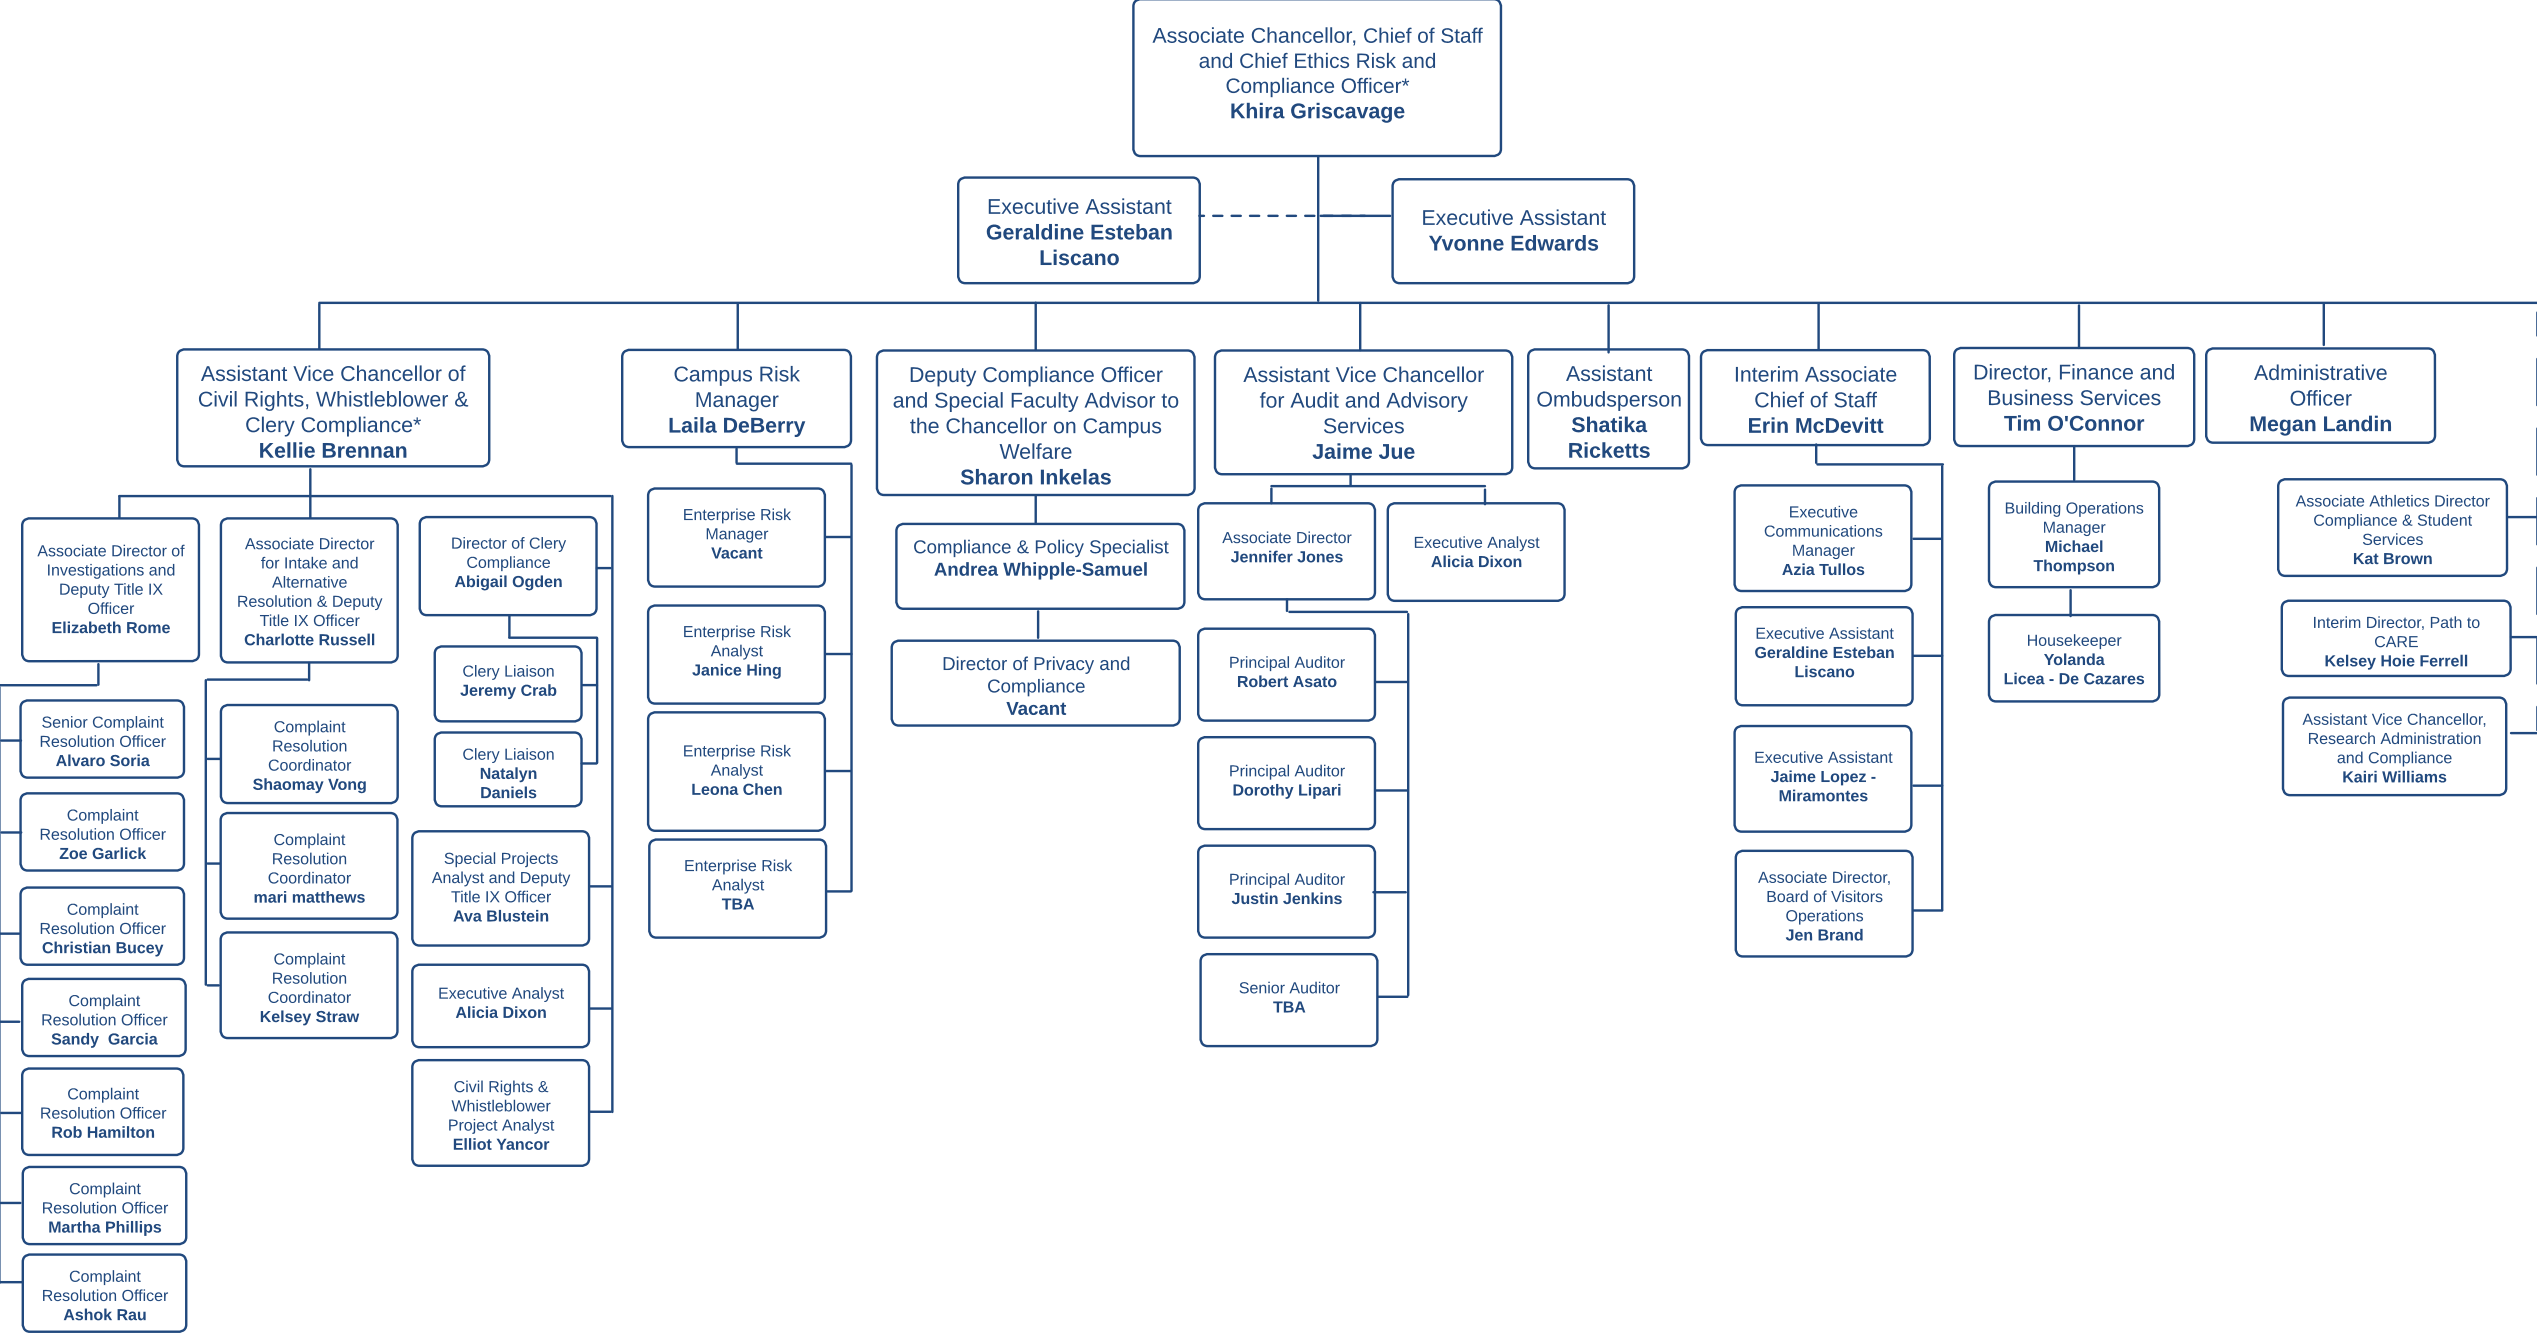 Associate Chancellor, Chief of Staff
and Chief Ethics Risk and
Compliance Officer*
Khira Griscavage
Executive Assistant
Geraldine Esteban
Liscano
Executive Assistant
Yvonne Edwards
Assistant Vice Chancellor of
Civil Rights, Whistleblower &
Clery Compliance*
Kellie Brennan
Campus Risk
Manager
Laila DeBerry
Deputy Compliance Officer
and Special Faculty Advisor to
the Chancellor on Campus
Welfare
Sharon Inkelas
Assistant Vice Chancellor
for Audit and Advisory
Services
Jaime Jue
Assistant
Ombudsperson
Shatika
Ricketts
Interim Associate
Chief of Staff
Erin McDevitt
Director, Finance and
Business Services
Tim O'Connor
Administrative
Officer
Megan Landin
Associate Director of
Investigations and
Deputy Title IX
Officer
Elizabeth Rome
Senior Complaint
Resolution Officer
Alvaro Soria
Complaint
Resolution Officer
Zoe Garlick
Complaint
Resolution Officer
Christian Bucey
Complaint
Resolution Officer
Sandy  Garcia
Complaint
Resolution Officer
Rob Hamilton
Complaint
Resolution Officer
Martha Phillips
Complaint
Resolution Officer
Ashok Rau
Associate Director
for Intake and
Alternative
Resolution & Deputy
Title IX Officer
Charlotte Russell
Complaint
Resolution
Coordinator
Shaomay Vong
Complaint
Resolution
Coordinator
mari matthews
Complaint
Resolution
Coordinator
Kelsey Straw
Director of Clery
Compliance
Abigail Ogden
Clery Liaison
Jeremy Crab
Clery Liaison
Natalyn
Daniels
Special Projects
Analyst and Deputy
Title IX Officer
Ava Blustein
Executive Analyst
Alicia Dixon
Civil Rights &
Whistleblower
Project Analyst
Elliot Yancor
Enterprise Risk
Manager
Vacant
Enterprise Risk
Analyst
Janice Hing
Enterprise Risk
Analyst
Leona Chen
Enterprise Risk
Analyst
TBA
Compliance & Policy Specialist
Andrea Whipple-Samuel
Director of Privacy and
Compliance
Vacant
Associate Director
Jennifer Jones
Executive Analyst
Alicia Dixon
Principal Auditor
Robert Asato
Principal Auditor
Dorothy Lipari
Principal Auditor
Justin Jenkins
Senior Auditor
TBA
Executive
Communications
Manager
Azia Tullos
Executive Assistant
Geraldine Esteban
Liscano
Executive Assistant
Jaime Lopez -
Miramontes
Associate Director,
Board of Visitors
Operations
Jen Brand
Building Operations
Manager
Michael
Thompson
Housekeeper
Yolanda
Licea - De Cazares
Associate Athletics Director
Compliance & Student
Services
Kat Brown
Interim Director, Path to
CARE
Kelsey Hoie Ferrell
Assistant Vice Chancellor,
Research Administration
and Compliance
Kairi Williams